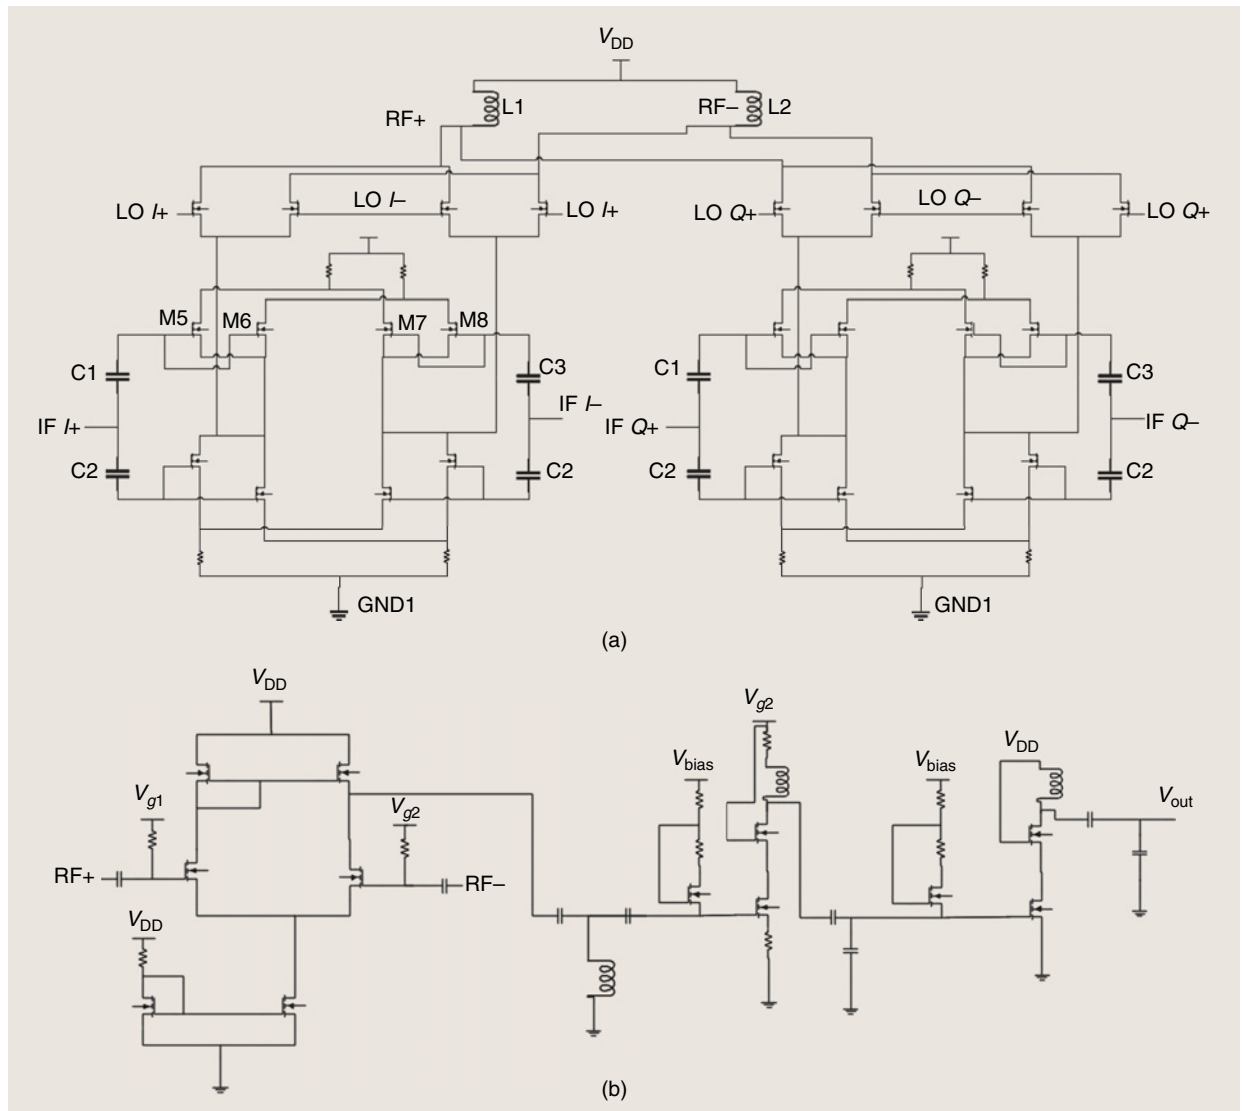 VDD
L1
RF+
RF– L2
LO I+
LO I–
LO I+
LO Q+
LO Q–
LO Q+
M5
M6
M7
M8
C1
C3
IF I+
IF I–
C2
C2
GND1
C1
C3
IF Q+
IF Q–
C2
C2
GND1
(a)
VDD
Vg1
Vg2
RF+
RF–
VDD
Vbias
Vg2
Vbias
VDD
Vout
(b)